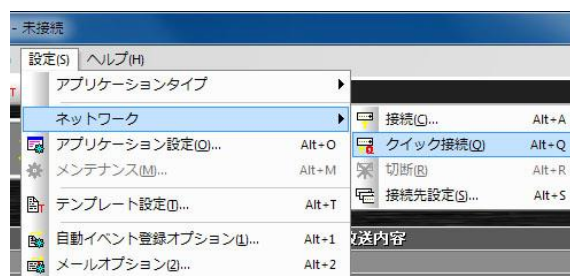 - 未接続
設定(S) ヘルプ(H)
T
アプリケーションタイプ
ネットワーク
接続(C)... Alt+A
アプリケーション設定(O)... Alt+O
クイック接続(Q) Alt+Q
メンテナンス(M)... Alt+M
切断(R) Alt+R
テンプレート設定(T)... Alt+T
接続先設定(S)... Alt+S
自動イベント登録オプション(1)... Alt+1
放送内容
メールオプション(2)... Alt+2